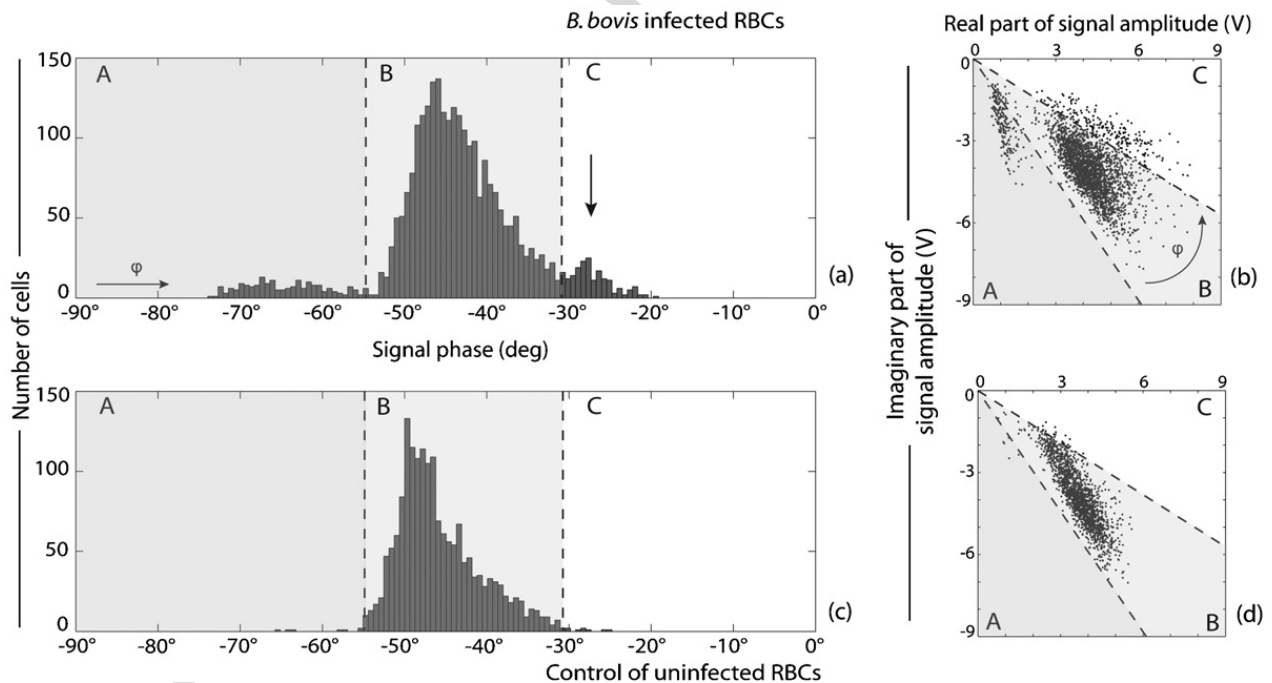 B. bovis infected RBCs
Number of cells
150
100
50
0
A
B
C
φ
(a)
-90° -80° -70° -60° -50° -40° -30° -20° -10° 0°
Signal phase (deg)
150
100
50
0
A
B
C
(c)
-90° -80° -70° -60° -50° -40° -30° -20° -10° 0°
Control of uninfected RBCs
Real part of signal amplitude (V)
0 3 6 9
0
-3
-6
-9
C
φ
A
B
(b)
Imaginary part of
signal amplitude (V)
0 3 6 9
0
-3
-6
-9
C
A
B
(d)